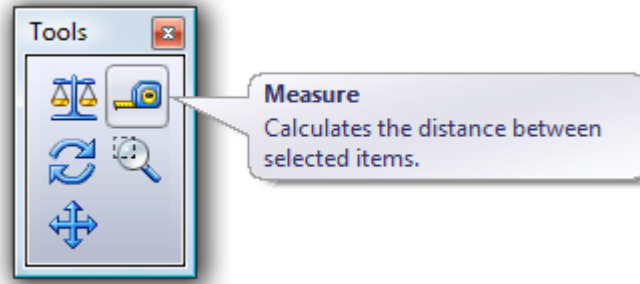 Tools
Measure
Calculates the distance between
selected items.